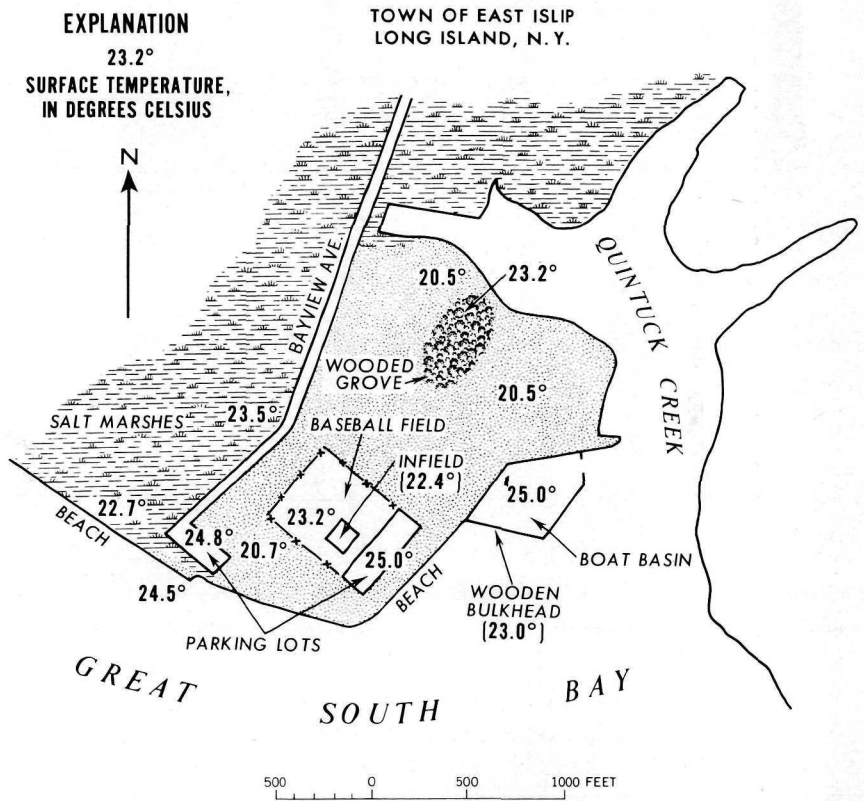 EXPLANATION
23.2°
SURFACE TEMPERATURE,
IN DEGREES CELSIUS
TOWN OF EAST ISLIP
LONG ISLAND, N.Y.
N
BAYVIEW AVE.
QUINTUCK CREEK
20.5°
23.2°
WOODED
GROVE
20.5°
SALT MARSHES
23.5°
BASEBALL FIELD
INFIELD
(22.4°)
22.7°
BEACH
24.8°
20.7°
23.2°
25.0°
25.0°
BOAT BASIN
BEACH
WOODEN
BULKHEAD
(23.0°)
24.5°
PARKING LOTS
GREAT SOUTH BAY
500 0 500 1000 FEET